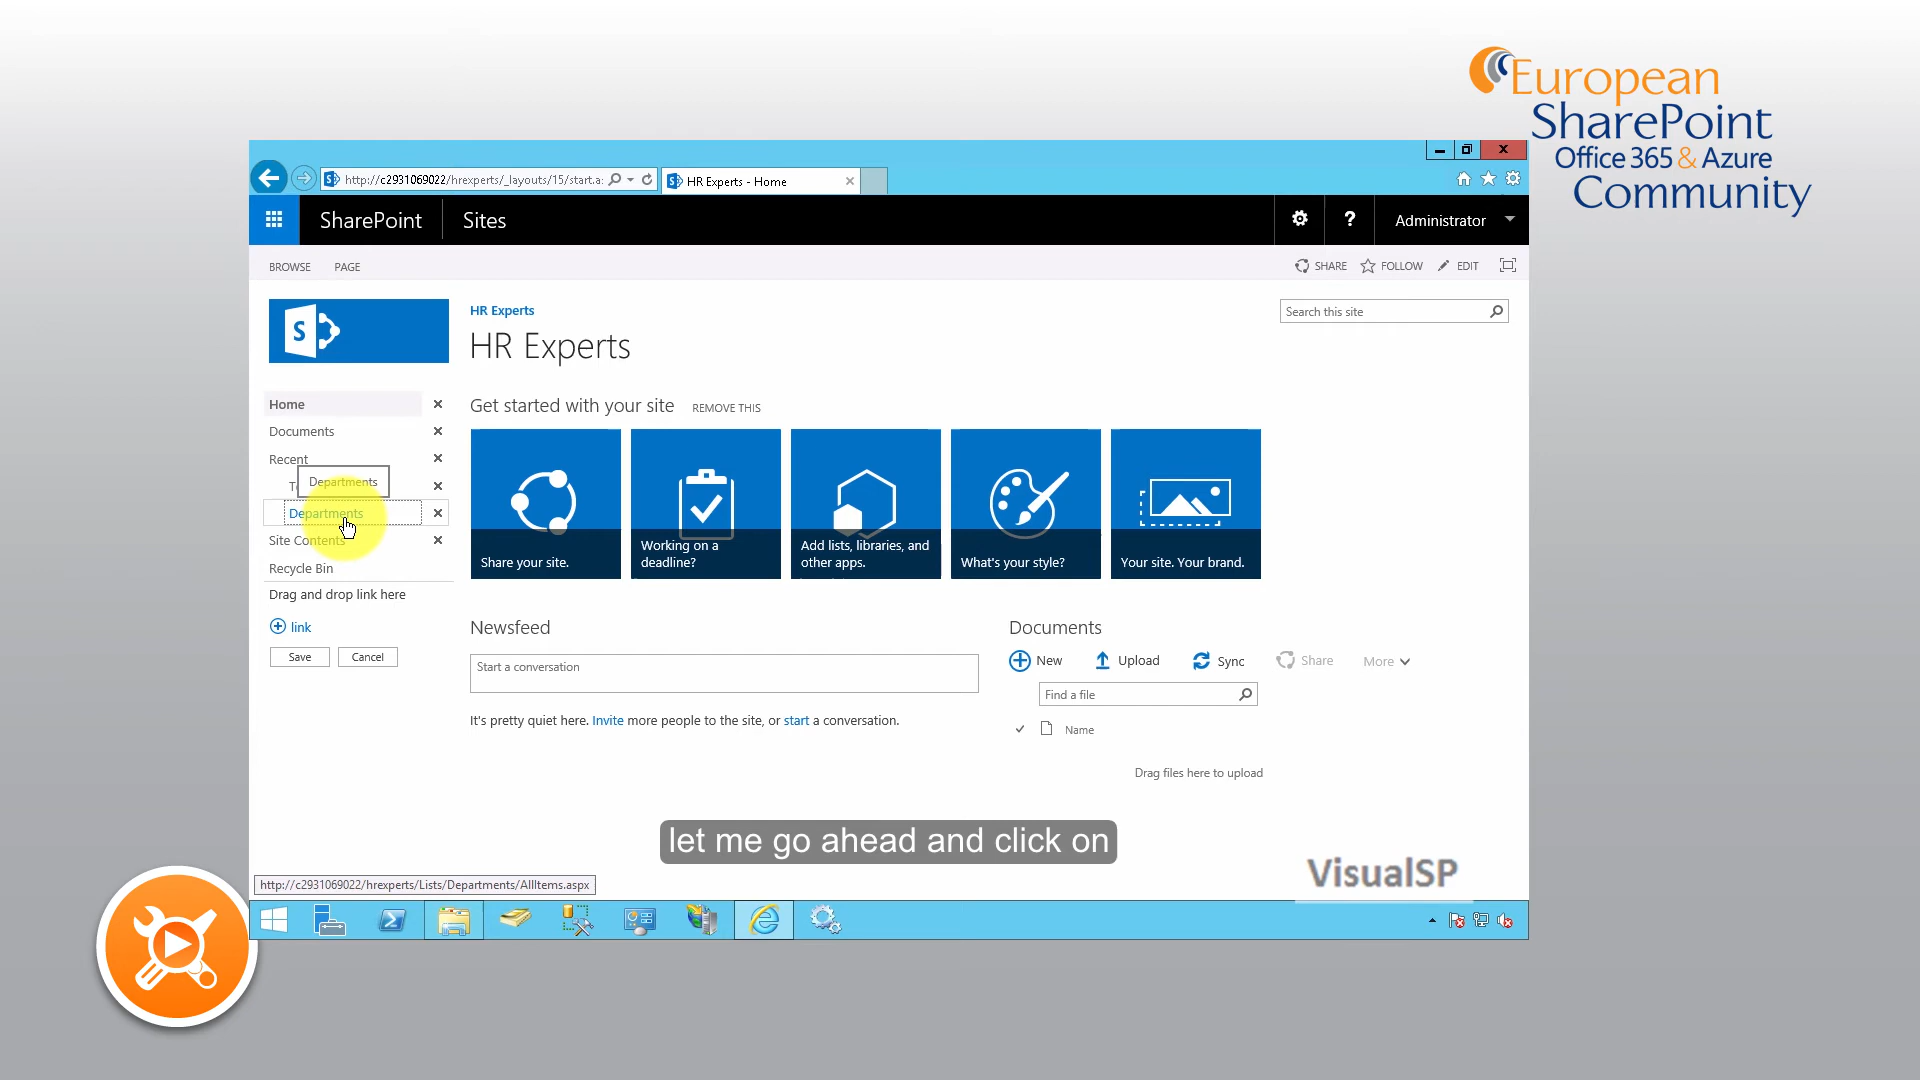 European
SharePoint
Office 365 & Azure
Community
http://c2931069022/hrexperts/_layouts/15/start.a:
HR Experts - Home
SharePoint
Sites
?
Administrator
BROWSE
PAGE
SHARE
FOLLOW
EDIT
HR Experts
HR Experts
Search this site
Home
Documents
Recent
Departments
Departments
Site Contents
Recycle Bin
Drag and drop link here
link
Save
Cancel
Get started with your site
REMOVE THIS
Share your site.
Working on a
deadline?
Add lists, libraries, and
other apps.
What's your style?
Your site. Your brand.
Newsfeed
Start a conversation
It's pretty quiet here. Invite more people to the site, or start a conversation.
Documents
New
Upload
Sync
Share
More
Find a file
Name
Drag files here to upload
let me go ahead and click on
VisualSP
http://c2931069022/hrexperts/Lists/Departments/AllItems.aspx